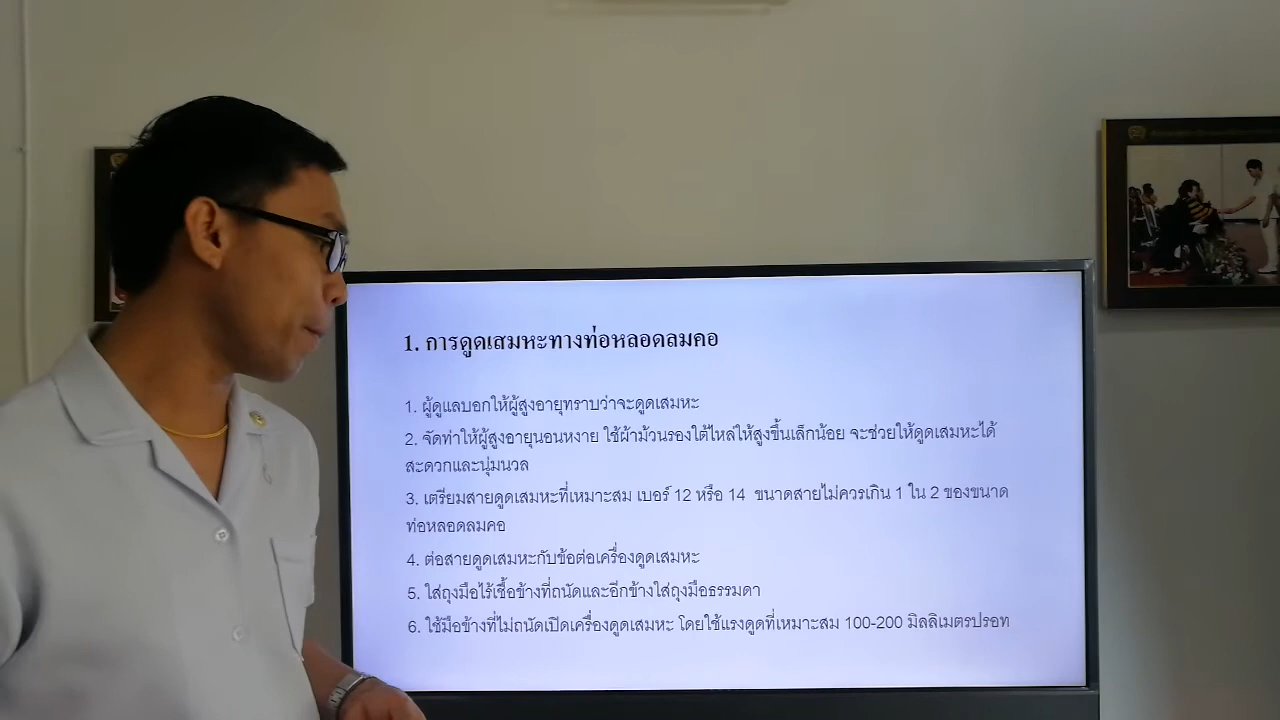 1. การดูดเสมหะทางท่อหลอดลมคอ
1. ผู้ดูแลบอกให้ผู้สูงอายุทราบว่าจะดูดเสมหะ
2. จัดท่าให้ผู้สูงอายุนอนหงาย ใช้ผ้าม้วนรองใต้ไหล่ให้สูงขึ้นเล็กน้อย จะช่วยให้ดูดเสมหะได้
สะดวกและนุ่มนวล
3. เตรียมสายดูดเสมหะที่เหมาะสม เบอร์ 12 หรือ 14 ขนาดสายไม่ควรเกิน 1 ใน 2 ของขนาด
ท่อหลอดลมคอ
4. ต่อสายดูดเสมหะกับข้อต่อเครื่องดูดเสมหะ
5. ใส่ถุงมือไร้เชื้อข้างที่ถนัดและอีกข้างใส่ถุงมือธรรมดา
6. ใช้มือข้างที่ไม่ถนัดเปิดเครื่องดูดเสมหะ โดยใช้แรงดูดที่เหมาะสม 100-200 มิลลิเมตรปรอท